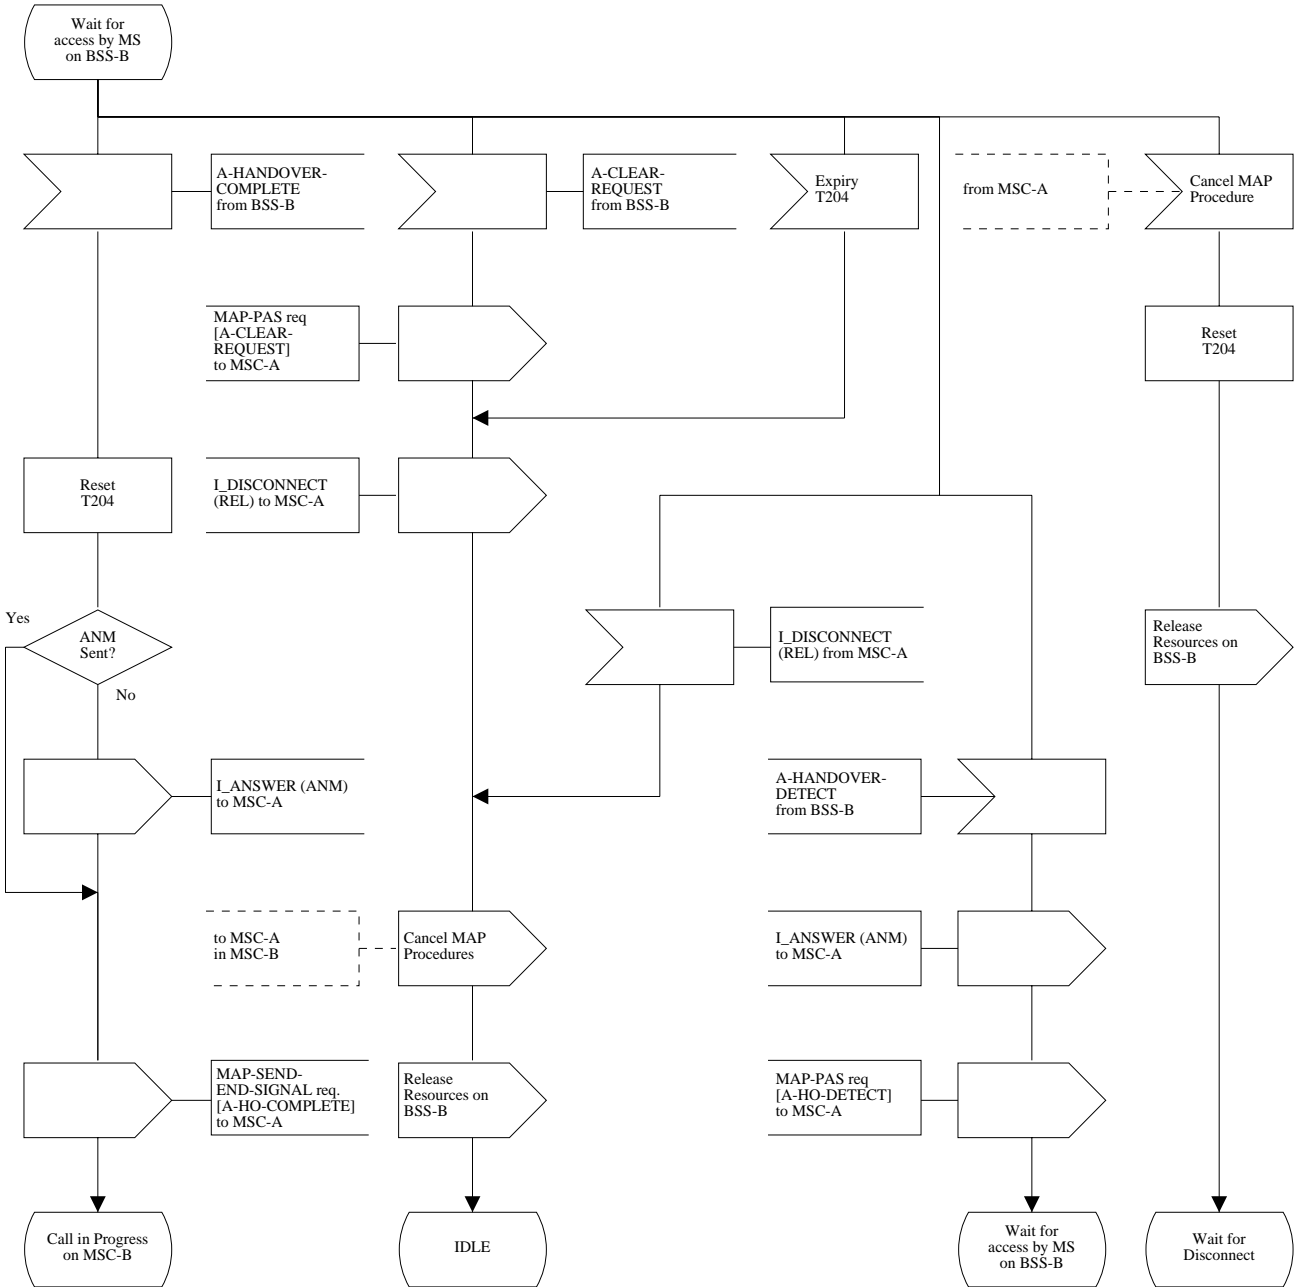 Wait for
access by MS
on BSS-B
A-HANDOVER-
COMPLETE
from BSS-B
A-CLEAR-
REQUEST
from BSS-B
Expiry
T204
from MSC-A
Cancel MAP
Procedure
MAP-PAS req
[A-CLEAR-
REQUEST]
to MSC-A
Reset
T204
Reset
T204
I_DISCONNECT
(REL) to MSC-A
Yes
ANM
Sent?
No
I_DISCONNECT
(REL) from MSC-A
Release
Resources on
BSS-B
I_ANSWER (ANM)
to MSC-A
A-HANDOVER-
DETECT
from BSS-B
to MSC-A
in MSC-B
Cancel MAP
Procedures
I_ANSWER (ANM)
to MSC-A
MAP-SEND-
END-SIGNAL req.
[A-HO-COMPLETE]
to MSC-A
Release
Resources on
BSS-B
MAP-PAS req
[A-HO-DETECT]
to MSC-A
Call in Progress
on MSC-B
IDLE
Wait for
access by MS
on BSS-B
Wait for
Disconnect